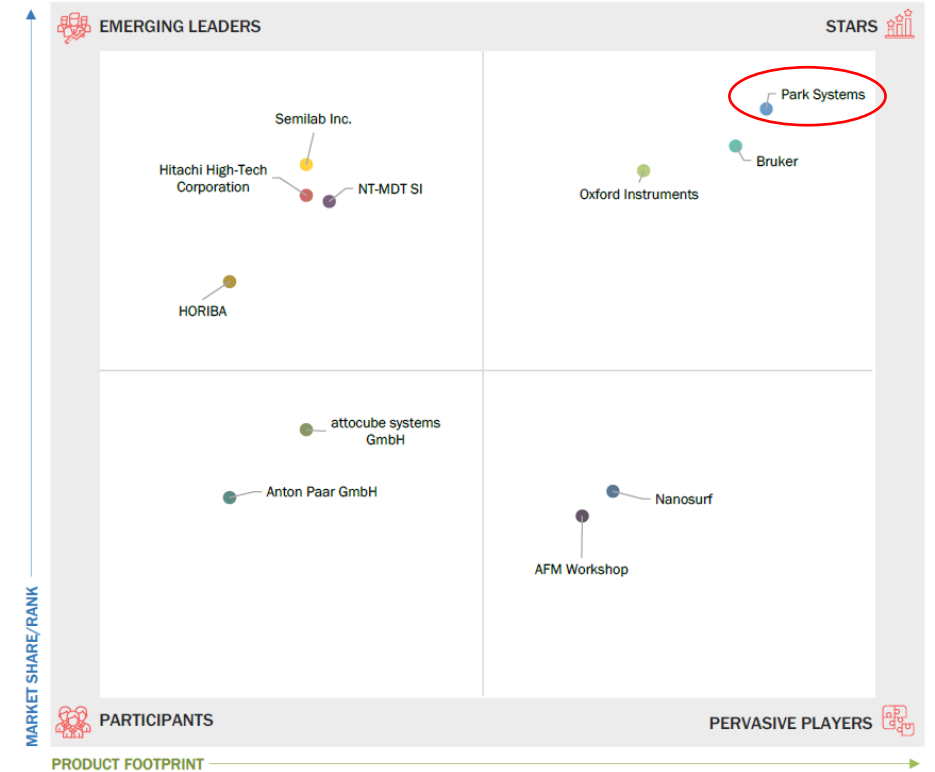 EMERGING LEADERS
STARS
Park Systems
Semilab Inc.
Bruker
Hitachi High-Tech
Corporation
NT-MDT SI
Oxford Instruments
HORIBA
attocube systems
GmbH
Anton Paar GmbH
Nanosurf
AFM Workshop
MARKET SHARE/RANK
PARTICIPANTS
PERVASIVE PLAYERS
PRODUCT FOOTPRINT